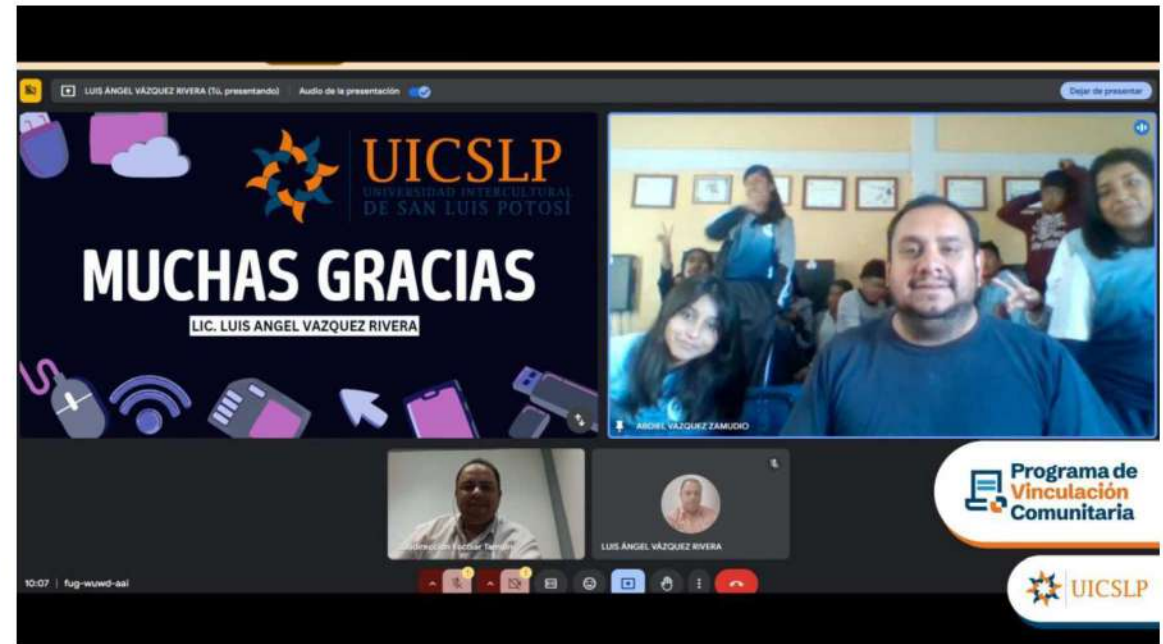 LUIS ÁNGEL VÁZQUEZ RIVERA (Tú, presentando)
Audio de la presentación
Dejar de presentar
UICSLP
UNIVERSIDAD INTERCULTURAL
DE SAN LUIS POTOSÍ
MUCHAS GRACIAS
LIC. LUIS ANGEL VAZQUEZ RIVERA
ABDIEL VAZQUEZ ZAMUDIO
LUIS ÁNGEL VÁZQUEZ RIVERA
Programa de
Vinculación
Comunitaria
10:07 | fug-wuwd-aai
UICSLP